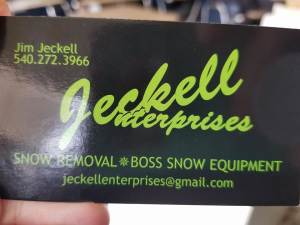 Jim Jeckell
540.272.3966
Jeckell
enterprises
SNOW REMOVAL * BOSS SNOW EQUIPMENT
jeckellenterprises@gmail.com